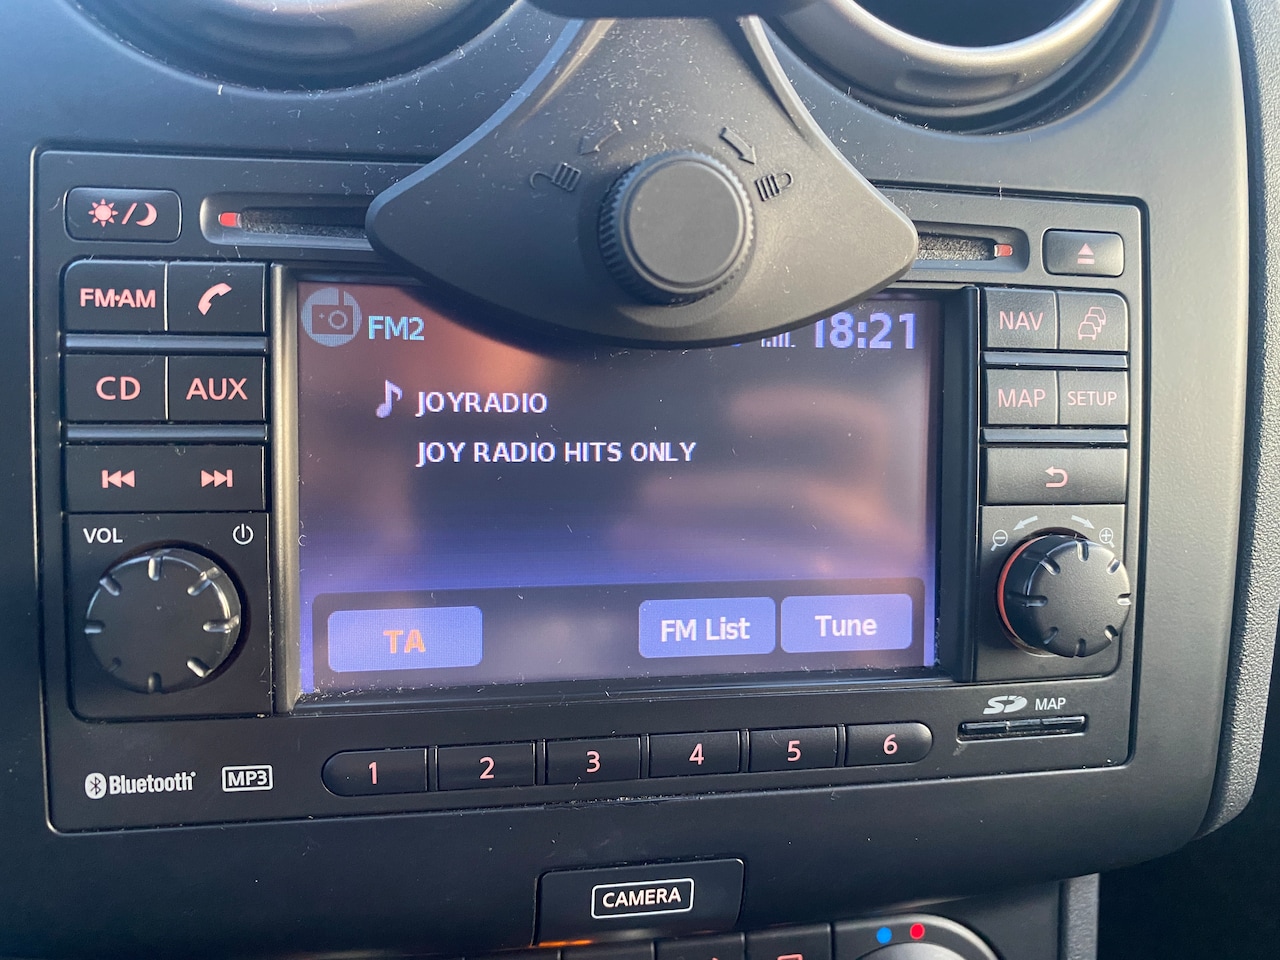 FM•AM
CD
AUX
VOL
FM2
18:21
JOYRADIO
JOY RADIO HITS ONLY
TA
FM List
Tune
NAV
MAP
SETUP
SD MAP
1
2
3
4
5
6
Bluetooth
MP3
CAMERA